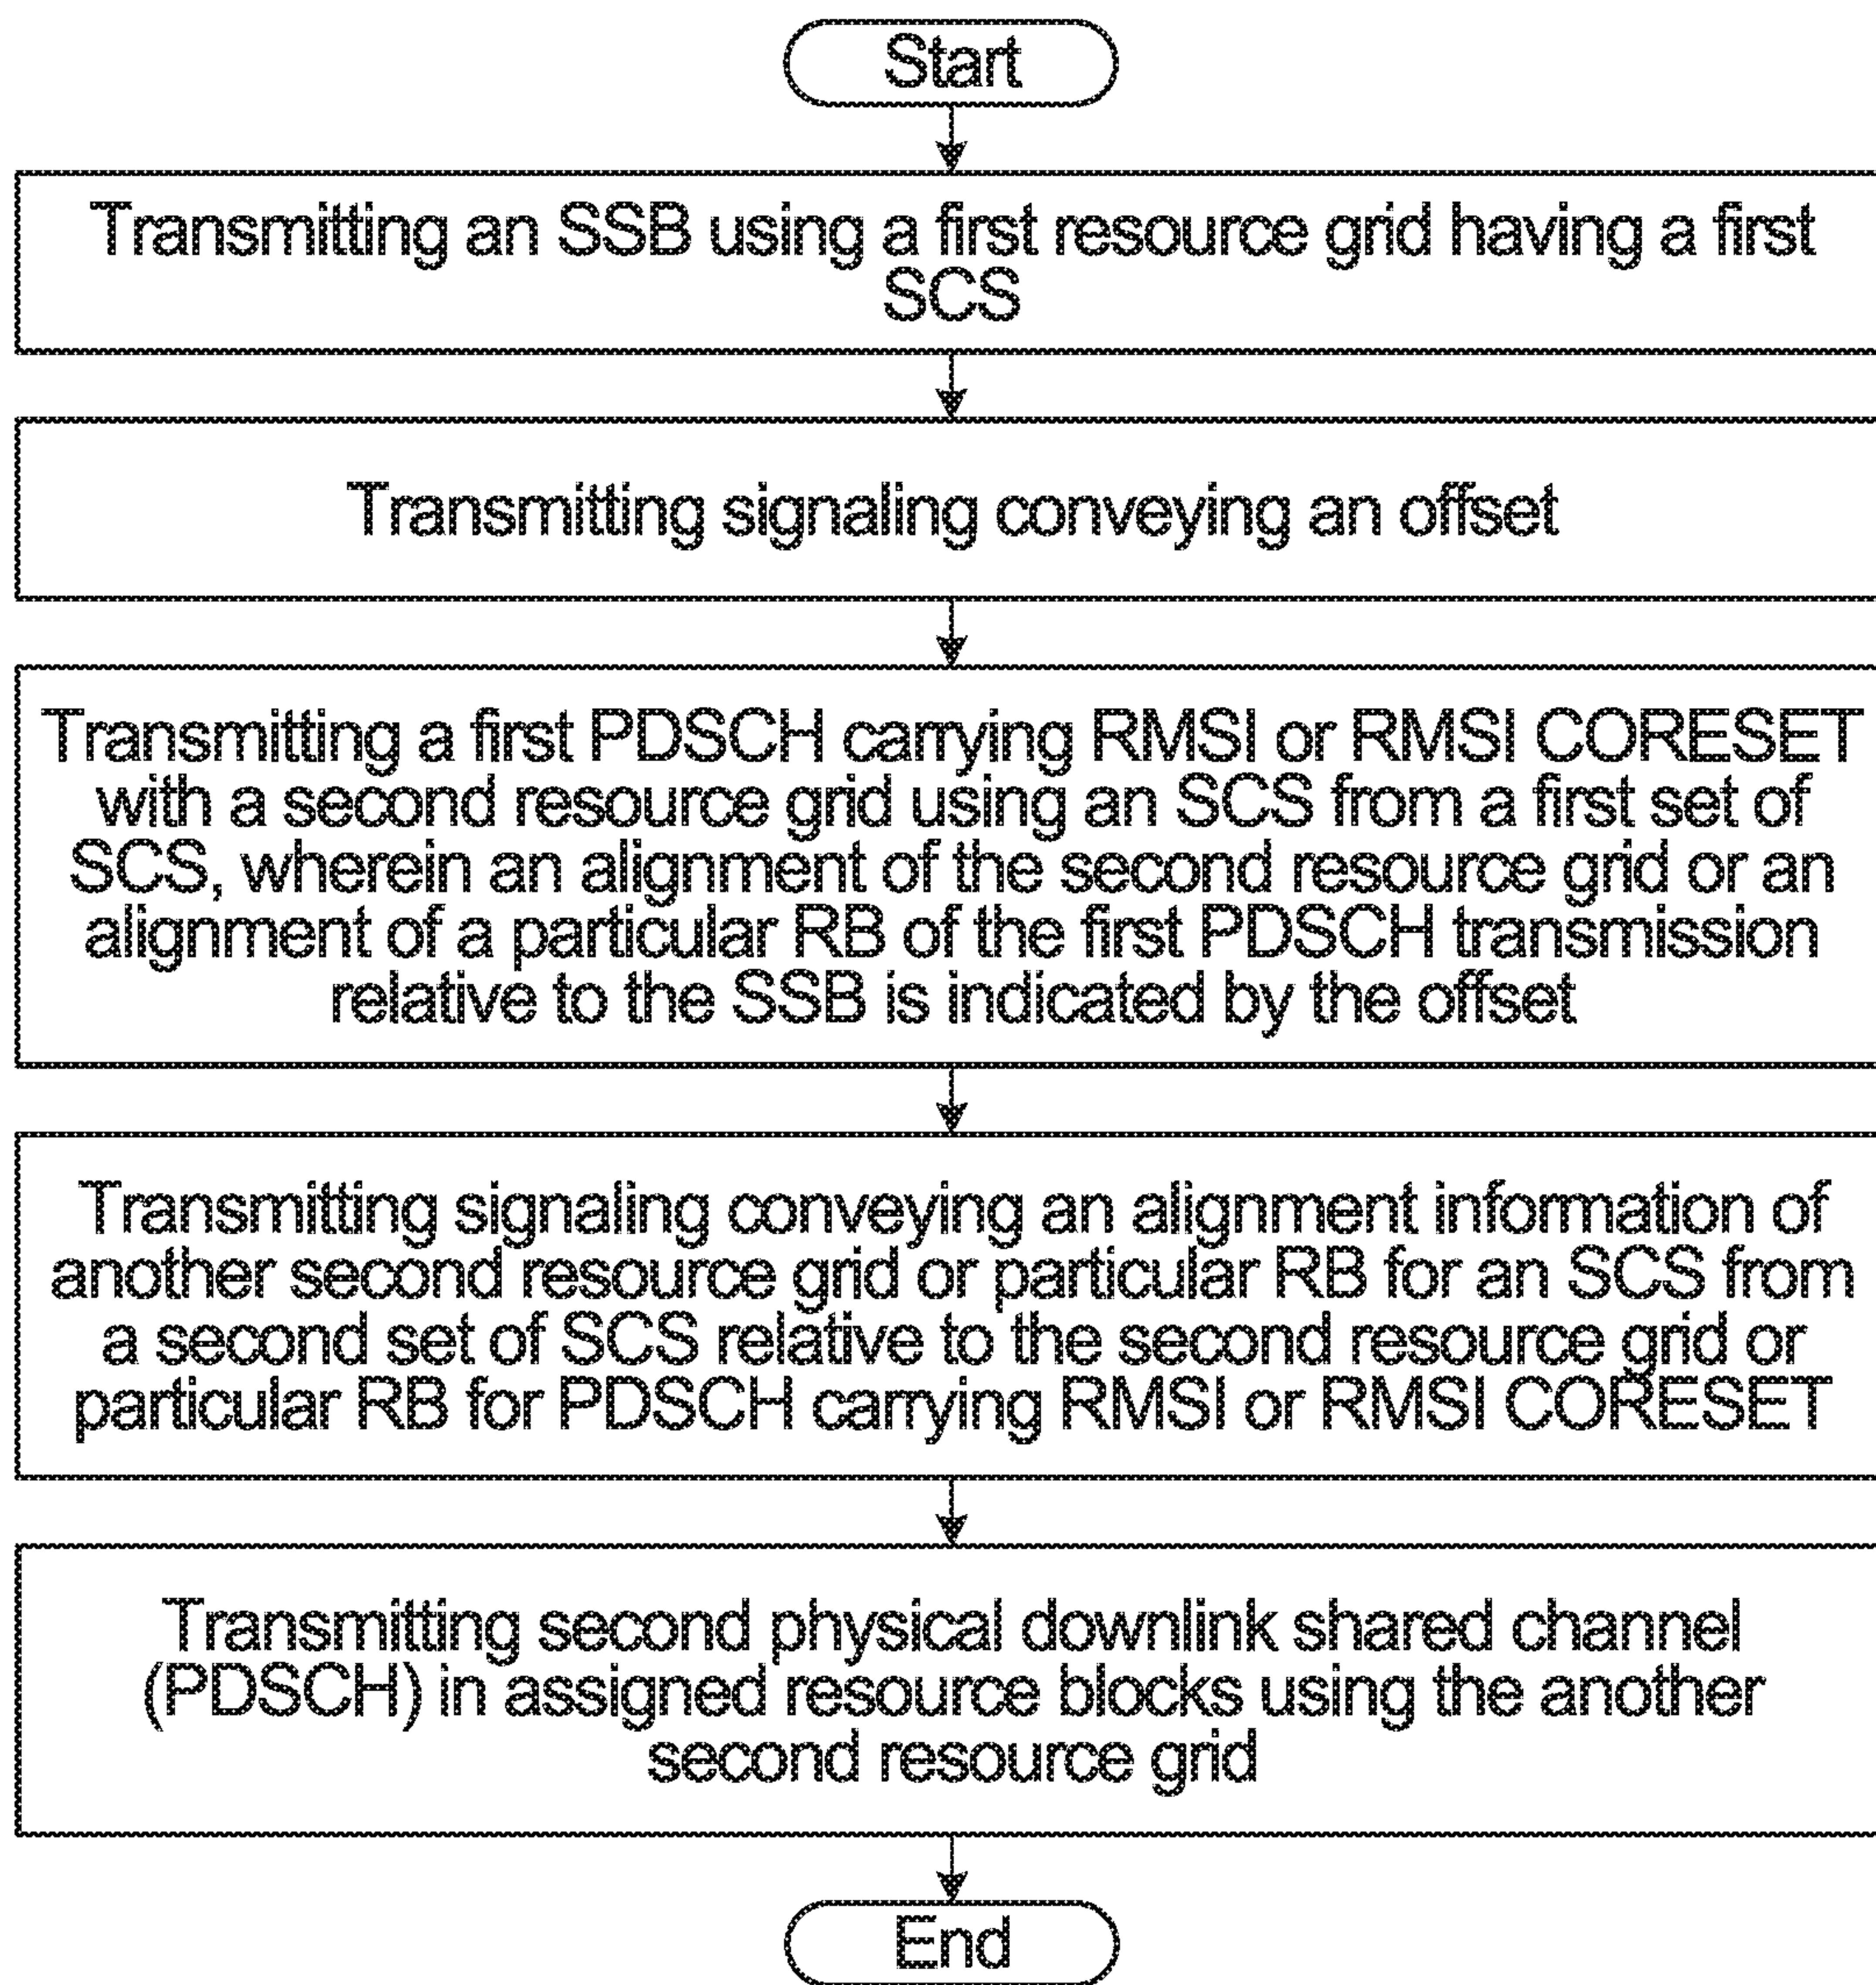 Start
Transmitting an SSB using a first resource grid having a first
SCS
Transmitting signaling conveying an offset
Transmitting a first PDSCH carrying RMSI or RMSI CORESET
with a second resource grid using an SCS from a first set of
SCS, wherein an alignment of the second resource grid or an
alignment of a particular RB of the first PDSCH transmission
relative to the SSB is indicated by the offset
Transmitting signaling conveying an alignment information of
another second resource grid or particular RB for an SCS from
a second set of SCS relative to the second resource grid or
particular RB for PDSCH carrying RMSI or RMSI CORESET
Transmitting second physical downlink shared channel
(PDSCH) in assigned resource blocks using the another
second resource grid
End